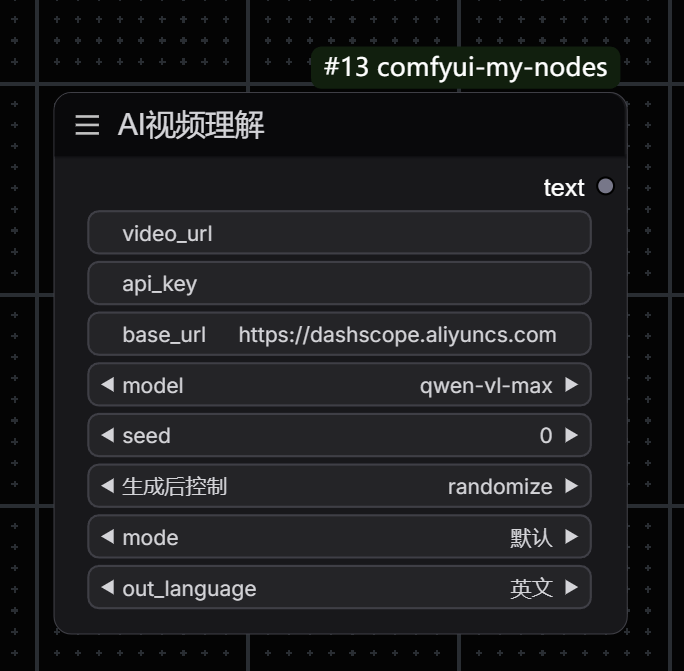 #13 comfyui-my-nodes
AI视频理解
text
video_url
api_key
base_url https://dashscope.aliyuncs.com
model qwen-vl-max
seed 0
生成后控制 randomize
mode 默认
out_language 英文